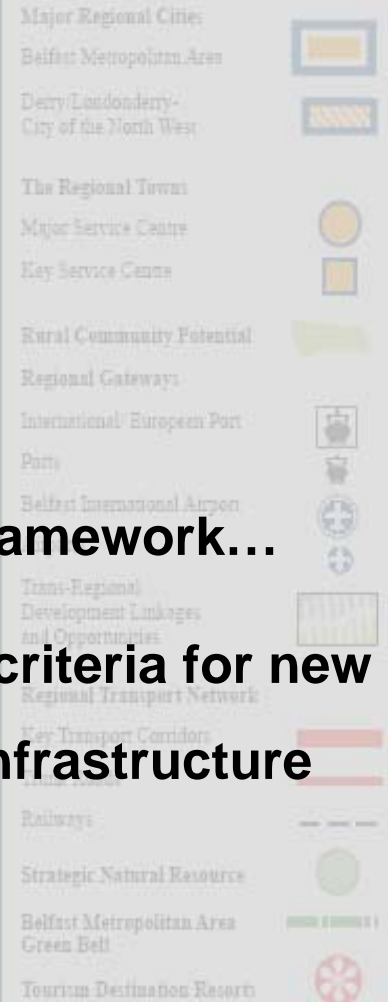 Major Regional Cities
Belfast Metropolitan Area
Derry/Londonderry-
City of the North West
The Regional Towns
Major Service Centre
Key Service Centre
Rural Community Potential
Regional Gateways
International/ European Port
Ports
Belfast International Airport
amework…
Trans-Regional
Development Linkages
and Opportunities
criteria for new
Regional Transport Network
Key Transport Corridors
nfrastructure
Railways
Strategic Natural Resource
Belfast Metropolitan Area
Green Belt
Tourism Destination Resorts